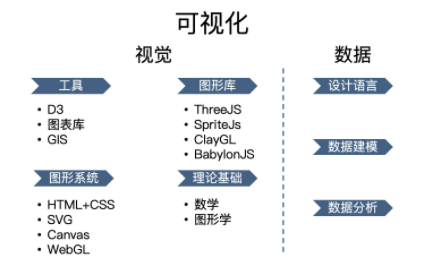 可视化
视觉
数据
工具
D3
图表库
GIS
图形库
ThreeJS
SpriteJs
ClayGL
BabylonJS
图形系统
HTML+CSS
SVG
Canvas
WebGL
理论基础
数学
图形学
设计语言
数据建模
数据分析